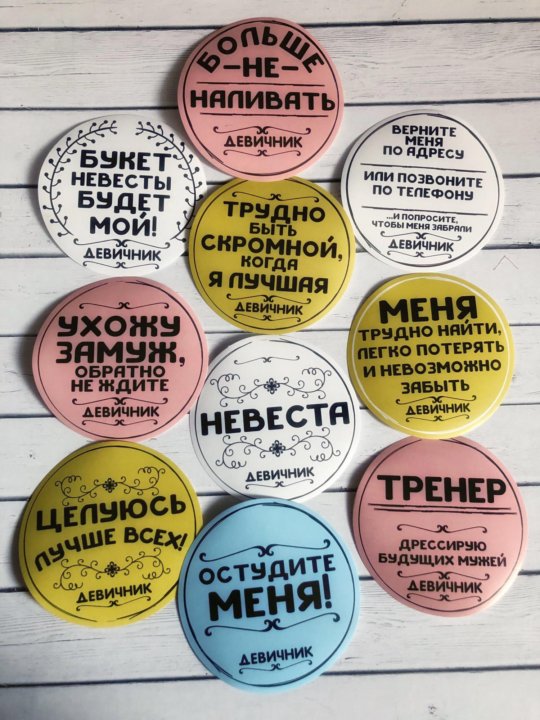 БОЛЬШЕ
-НЕ-
НАЛИВАТЬ
ДЕВИЧНИК
БУКЕТ
НЕВЕСТЫ
БУДЕТ
МОЙ!
ДЕВИЧНИК
ВЕРНИТЕ
МЕНЯ
ПО АДРЕСУ
ИЛИ ПОЗВОНИТЕ
ПО ТЕЛЕФОНУ
...И ПОПРОСИТЕ,
ЧТОБЫ МЕНЯ ЗАБРАЛИ
ДЕВИЧНИК
ТРУДНО
БЫТЬ
СКРОМНОЙ,
КОГДА
Я ЛУЧШАЯ
ДЕВИЧНИК
УХОЖУ
ЗАМУЖ,
ОБРАТНО
НЕ ЖДИТЕ
ДЕВИЧНИК
МЕНЯ
ТРУДНО НАЙТИ,
ЛЕГКО ПОТЕРЯТЬ
И НЕВОЗМОЖНО
ЗАБЫТЬ
ДЕВИЧНИК
НЕВЕСТА
ДЕВИЧНИК
ЦЕЛУЮСЬ
ЛУЧШЕ ВСЕХ!
ДЕВИЧНИК
ТРЕНЕР
ДРЕССИРУЮ
БУДУЩИХ МУЖЕЙ
ДЕВИЧНИК
ОСТУДИТЕ
МЕНЯ!
ДЕВИЧНИК